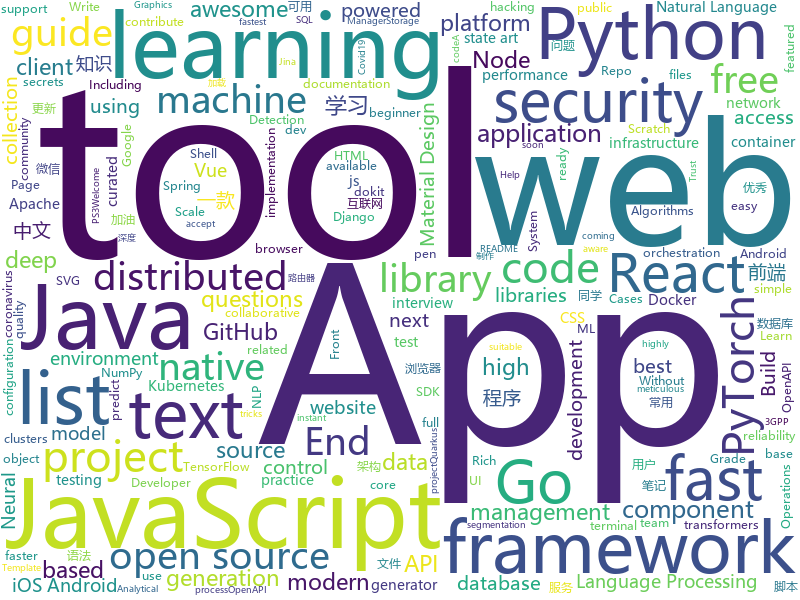 support
Write
fastest
Graphics
SQL
ManagerStorage
contribute
awesome
可用
powered
hacking
public
Natural Language
guide
learning
Python
Covid19
Jina
platform
state art
codeA
问题
Repo
featured
collection
client
知识
加载
Node
performance
files
free
secrets
Including
using
documentation
machine
学习
beginner
security
network
Scratch
access
更新
Google
Detection
dev
application
infrastructure
container
community
微信
curated
Shell
HTML
available
Vue
js
dokit
Material Design
ready
soon
Help
Trust
优秀
Page
PS3Welcome
Spring
一款
implementation
互联网
Scale
Django
Algorithms
easy
Apache
加油
accept
tool
web
中文
深度
browser
pen
README
制作
System
coming
aware
orchestration
Android
deep
SVG
distributed
路由器
library
code
React
前端
simple
coronavirus
quality
Java
questions
collaborative
interview
libraries
同学
Cases
Docker
数据库
GitHub
next
ML
Learn
configuration
environment
related
test
浏览器
development
suitable
highly
PyTorch
Build
OpenAPI
NumPy
native
Front
App
high
best
Without
meticulous
list
predict
Kubernetes
NLP
tricks
SDK
程序
常用
3GPP
text
website
full
clusters
model
End
source
Go
Rich
用户
Grade
reliability
object
project
架构
data
projectQuarkus
management
component
笔记
base
Neural
testing
TensorFlow
control
fast
Developer
practice
core
UI
terminal
team
transformers
Operations
JavaScript
framework
faster
语法
open source
文件
API
segmentation
Template
iOS Android
based
generation
modern
generator
database
Language Processing
Analytical
use
processOpenAPI
服务
脚本